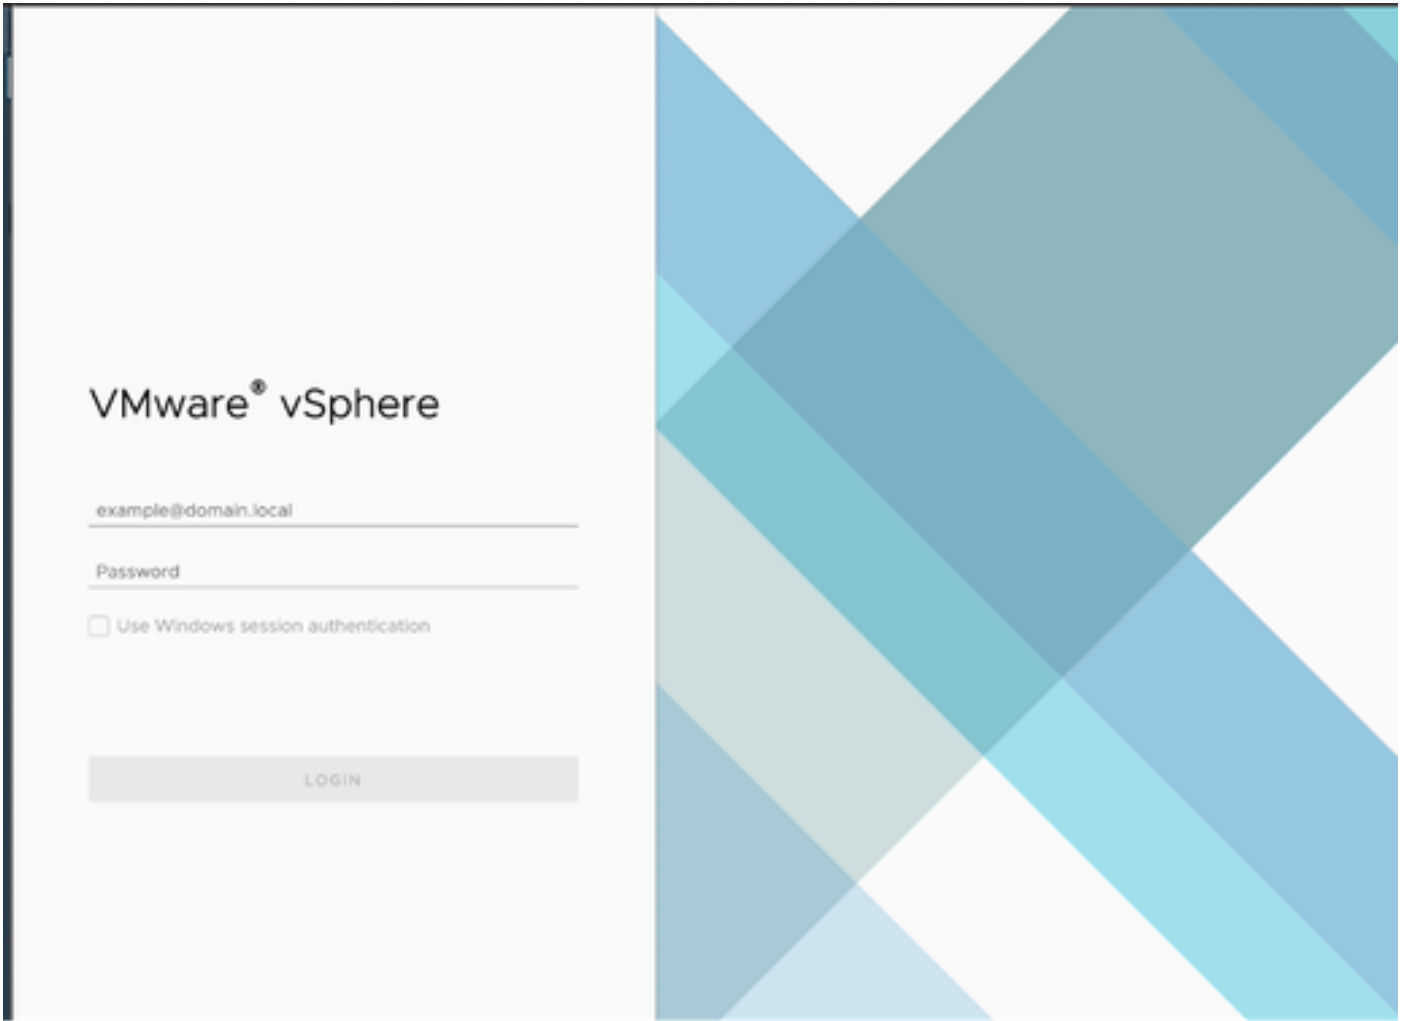 VMware® vSphere
example@domain.local
Password
Use Windows session authentication
LOGIN